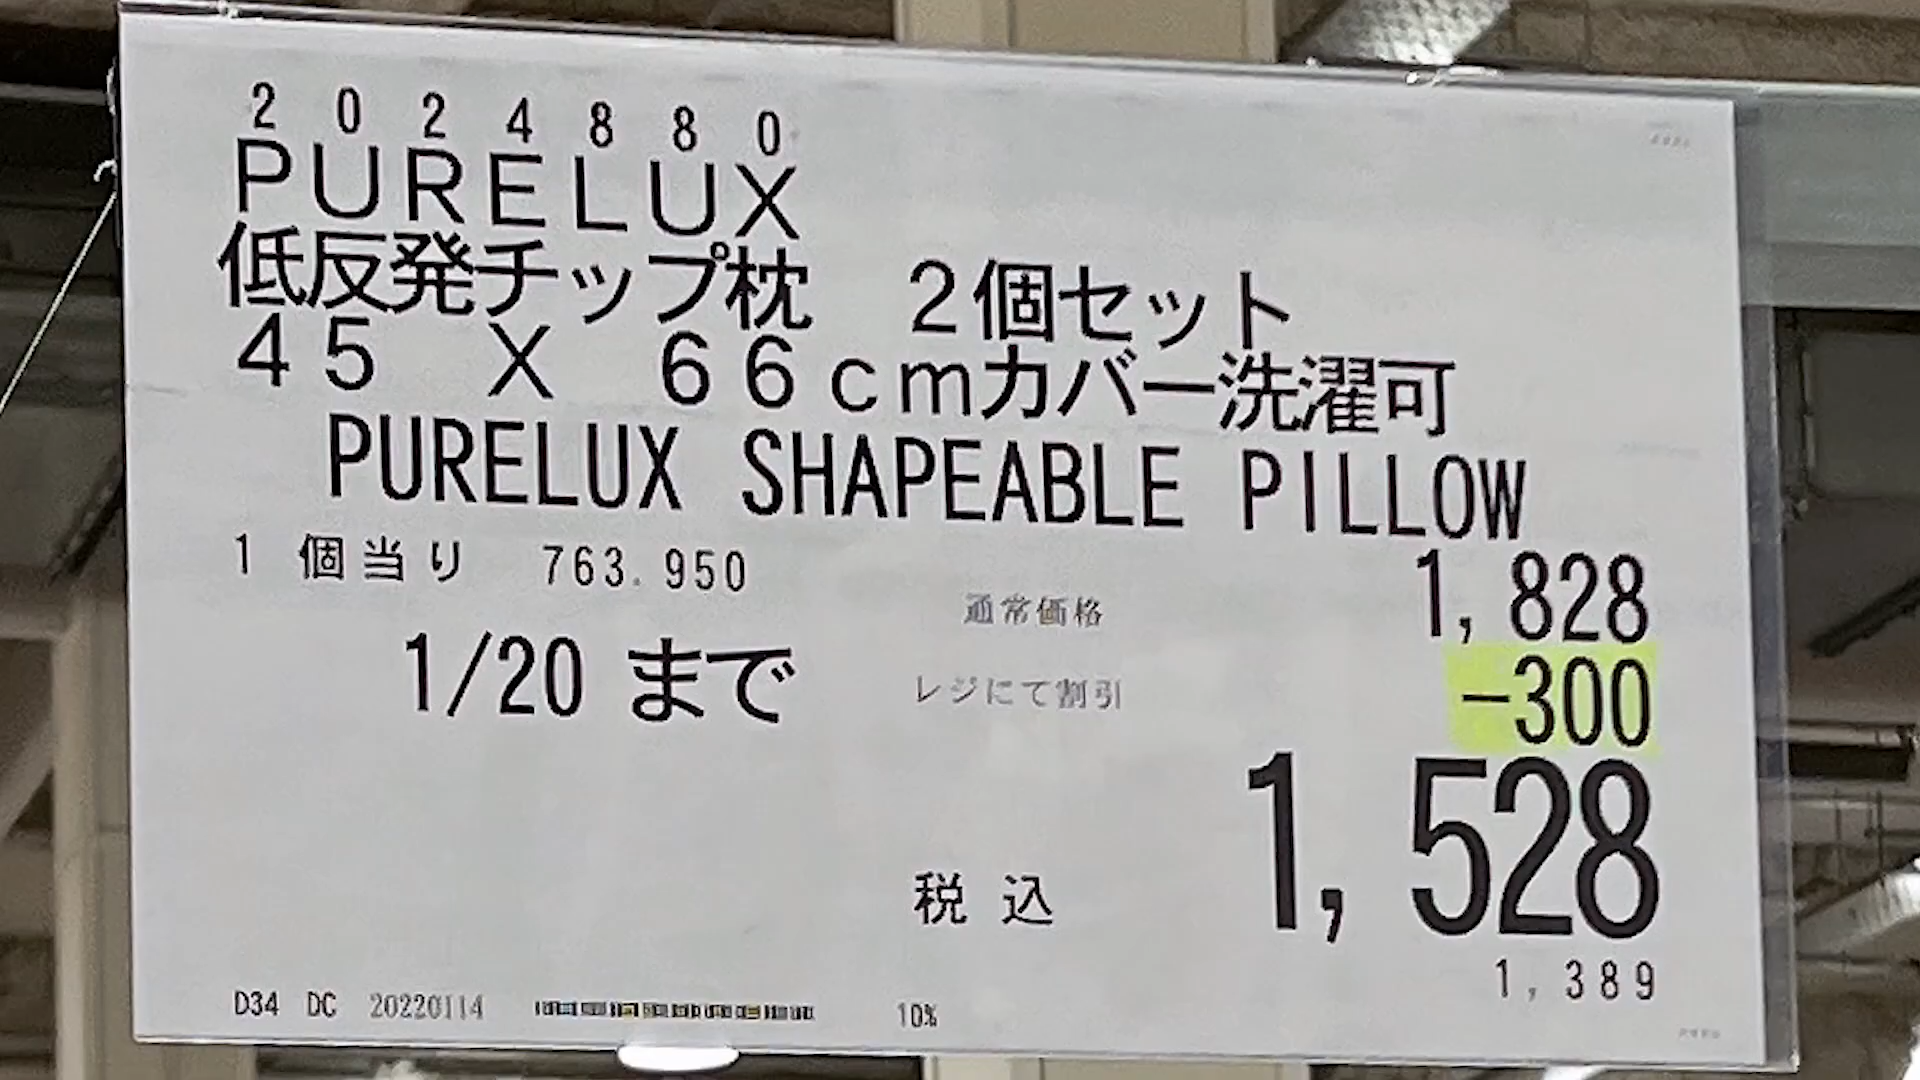 2024880
PURELUX
低反発チップ枕　2個セット
45 X 66cmカバー洗濯可
PURELUX SHAPEABLE PILLOW
1 個当り 763.950
通常価格 1,828
1/20 まで レジにて割引 -300
税込 1,528
1,389
D34 DC 20220114 10%